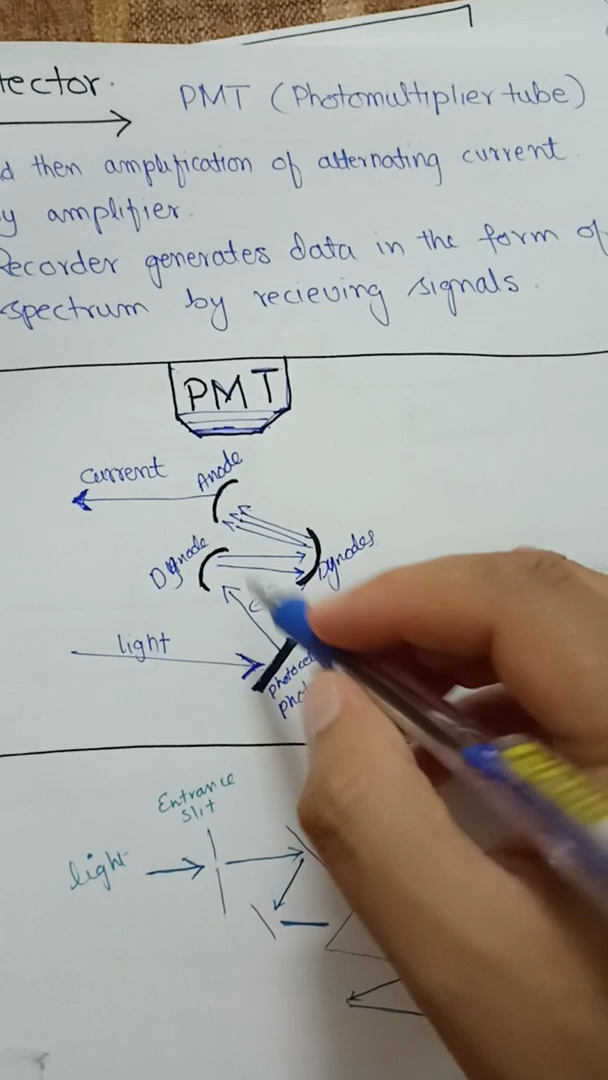 tector.
PMT (Photomultiplier tube)
d then amplification of alternating current.
y amplifier.
Recorder generates data in the form of
spectrum by recieving signals.
PMT
current
Anode
Dynode
Dynodes
light
Entrance
slit
light